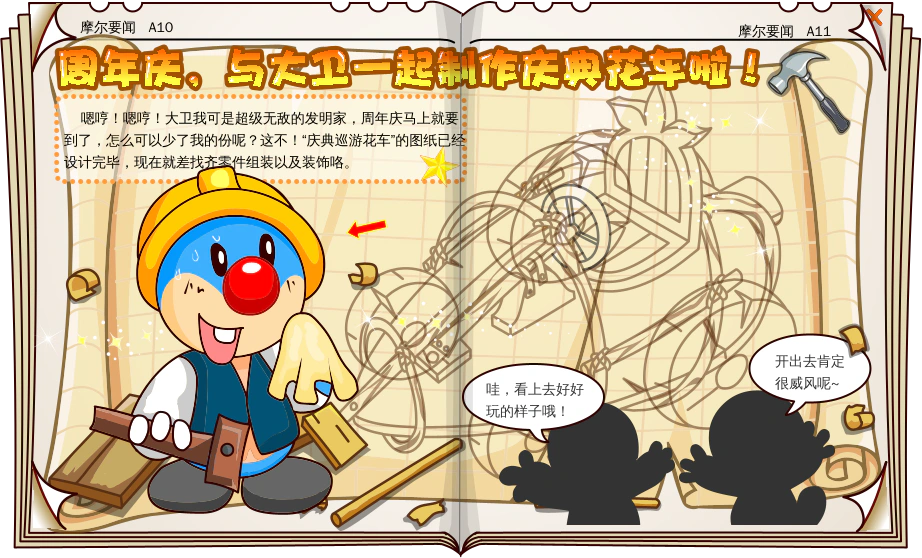 摩尔要闻 A10
摩尔要闻 A11
周年庆，与大卫一起制作庆典花车啦！
嗯哼！嗯哼！大卫我可是超级无敌的发明家，周年庆马上就要
到了，怎么可以少了我的份呢？这不！“庆典巡游花车”的图纸已经
设计完毕，现在就差找齐零件组装以及装饰咯。
哇，看上去好好
玩的样子哦！
开出去肯定
很威风呢~